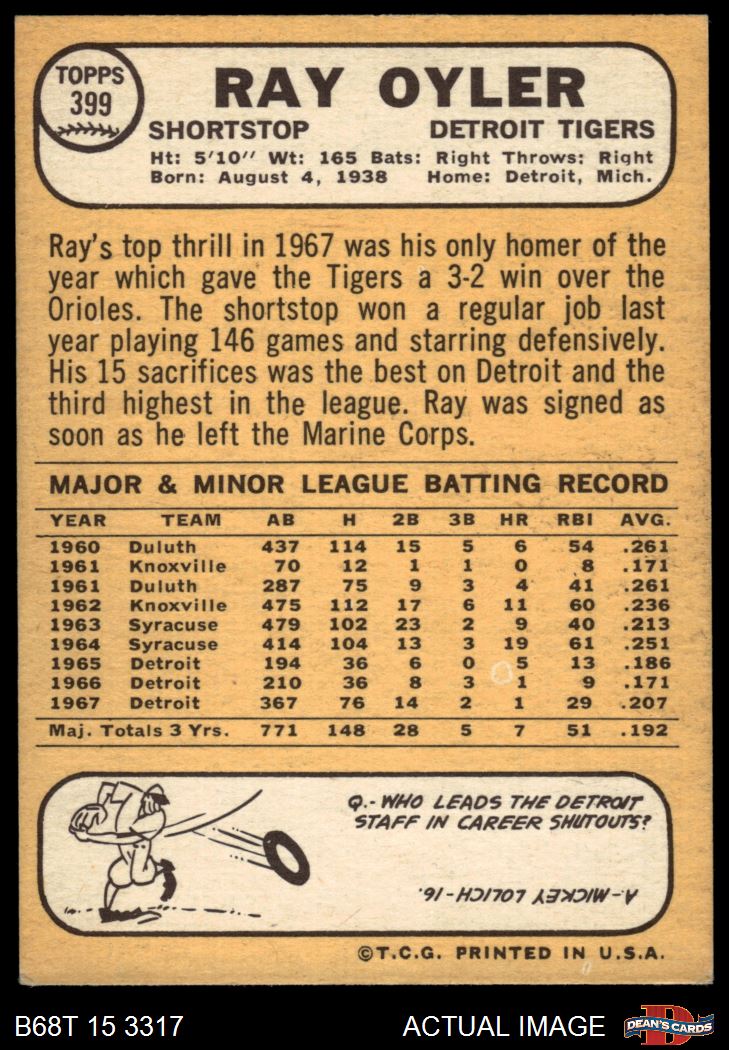 TOPPS
399
RAY OYLER
SHORTSTOP DETROIT TIGERS
Ht: 5'10" Wt: 165 Bats: Right Throws: Right
Born: August 4, 1938 Home: Detroit, Mich.
Ray's top thrill in 1967 was his only homer of the
year which gave the Tigers a 3-2 win over the
Orioles. The shortstop won a regular job last
year playing 146 games and starring defensively.
His 15 sacrifices was the best on Detroit and the
third highest in the league. Ray was signed as
soon as he left the Marine Corps.
MAJOR & MINOR LEAGUE BATTING RECORD
YEAR TEAM AB H 2B 3B HR RBI AVG.
1960 Duluth 437 114 15 5 6 54 .261
1961 Knoxville 70 12 1 1 0 8 .171
1961 Duluth 287 75 9 3 4 41 .261
1962 Knoxville 475 112 17 6 11 60 .236
1963 Syracuse 479 102 23 2 9 40 .213
1964 Syracuse 414 104 13 3 19 61 .251
1965 Detroit 194 36 6 0 5 13 .186
1966 Detroit 210 36 8 3 1 9 .171
1967 Detroit 367 76 14 2 1 29 .207
Maj. Totals 3 Yrs. 771 148 28 5 7 51 .192
Q.- WHO LEADS THE DETROIT
STAFF IN CAREER SHUTOUTS?
A- MICKEY LOLICH - 16.
©T.C.G. PRINTED IN U.S.A.
B68T 15 3317 ACTUAL IMAGE
DEAN'S CARDS